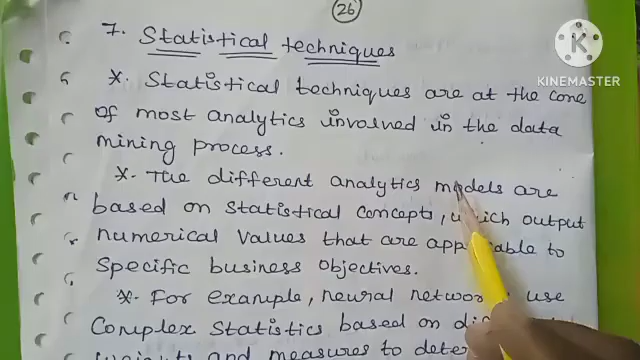 26
7. Statistical techniques
K
KINEMASTER
*. Statistical techniques are at the core
of most analytics involved in the data
mining process.
*. The different analytics models are
based on statistical concepts, which output
numerical values that are applicable to
specific business objectives.
*. For example, neural networks use
complex statistics based on
weights and measures to